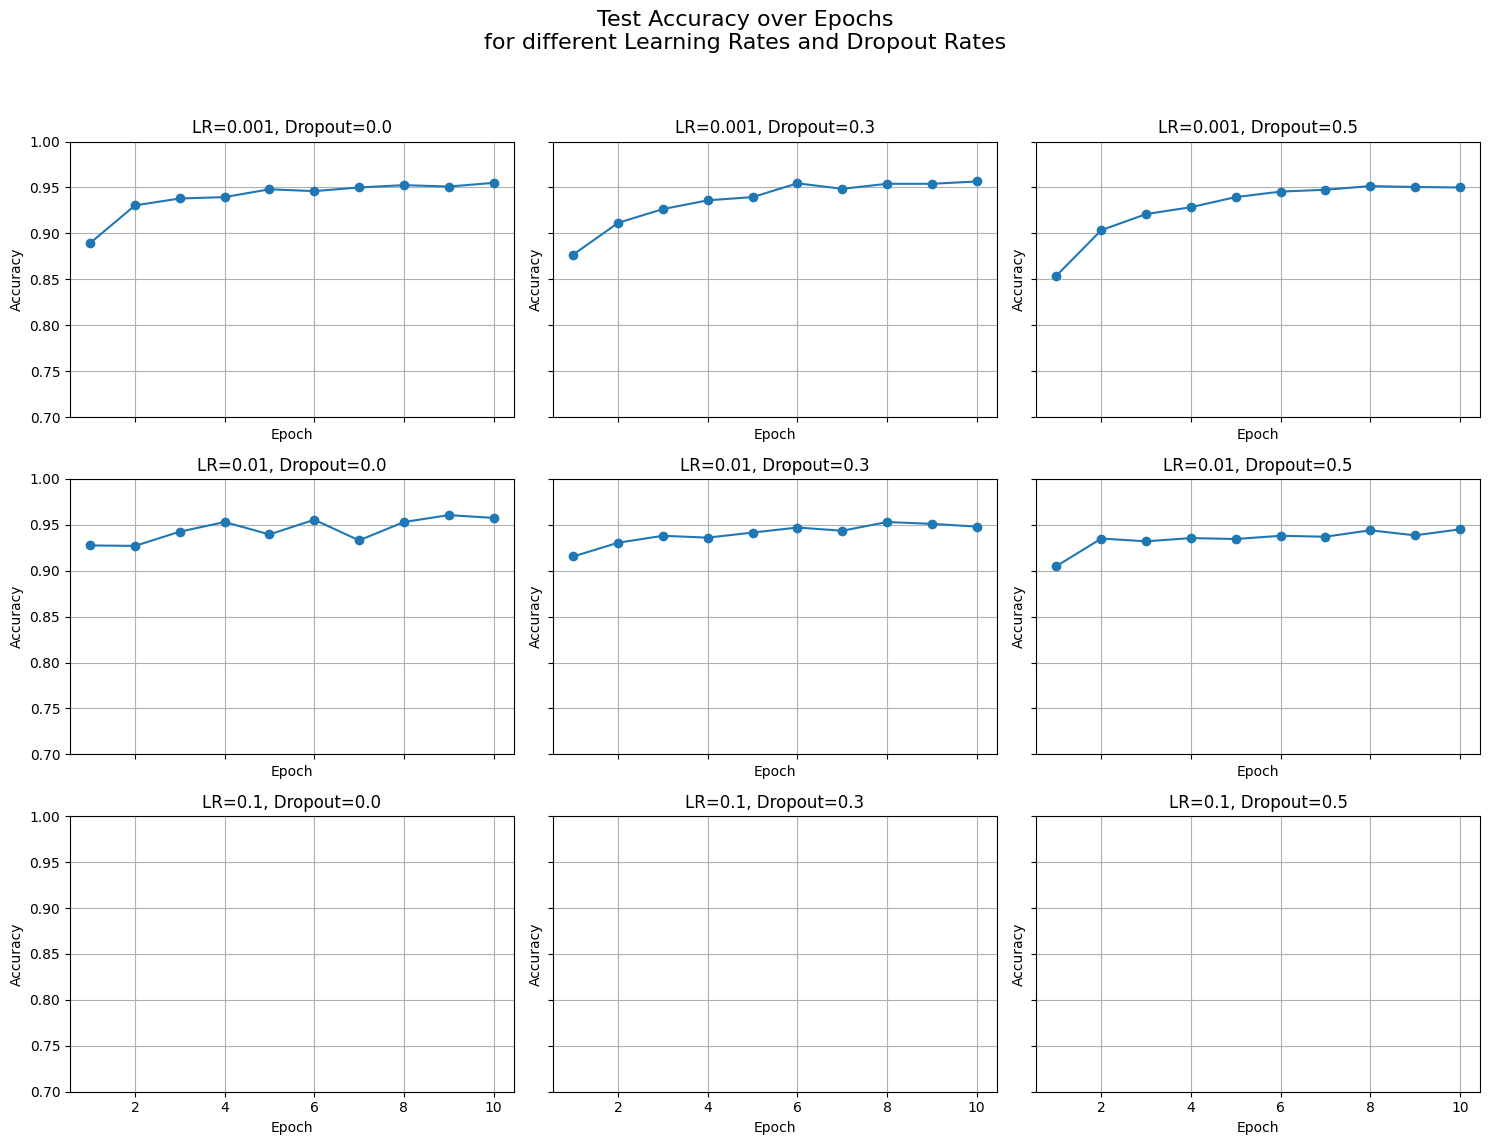 Test Accuracy over Epochs
for different Learning Rates and Dropout Rates
LR=0.001, Dropout=0.0
1.00
0.95
0.90
0.85
0.80
0.75
0.70
Accuracy
Epoch
LR=0.001, Dropout=0.3
Accuracy
Epoch
LR=0.001, Dropout=0.5
Accuracy
Epoch
LR=0.01, Dropout=0.0
1.00
0.95
0.90
0.85
0.80
0.75
0.70
Accuracy
Epoch
LR=0.01, Dropout=0.3
Accuracy
Epoch
LR=0.01, Dropout=0.5
Accuracy
Epoch
LR=0.1, Dropout=0.0
1.00
0.95
0.90
0.85
0.80
0.75
0.70
Accuracy
2 4 6 8 10
Epoch
LR=0.1, Dropout=0.3
Accuracy
2 4 6 8 10
Epoch
LR=0.1, Dropout=0.5
Accuracy
2 4 6 8 10
Epoch